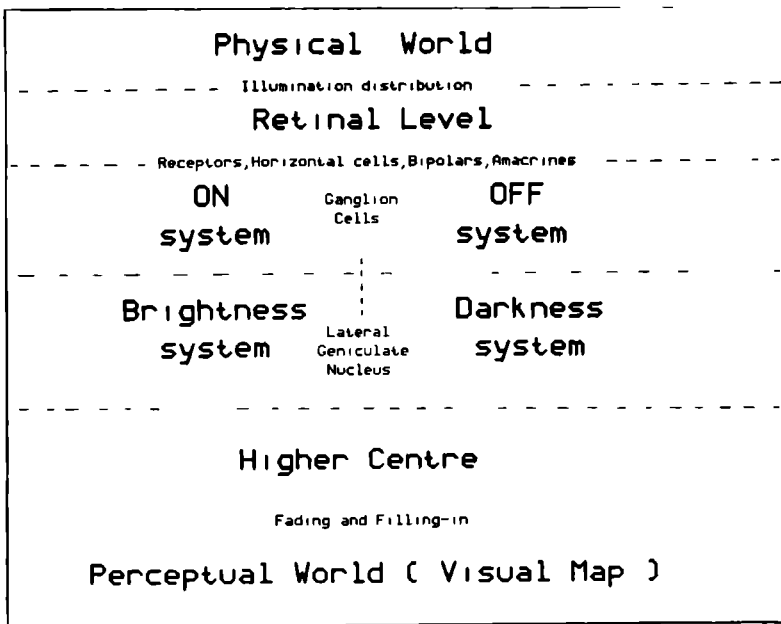 Physical World
Illumination distribution
Retinal Level
Receptors,Horizontal cells,Bipolars,Amacrines
ON
system
Ganglion
Cells
OFF
system
Brightness
system
Lateral
Geniculate
Nucleus
Darkness
system
Higher Centre
Fading and Filling-in
Perceptual World ( Visual Map )